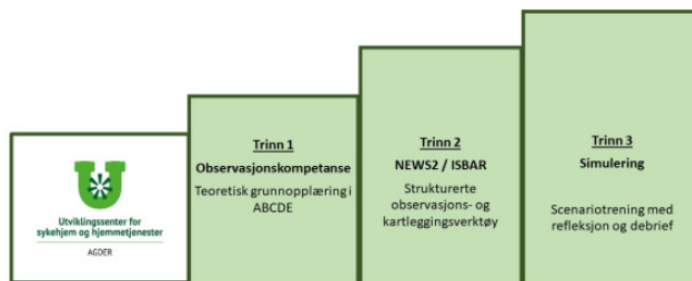 Utviklingssenter for
sykehjem og hjemmetjenester
AGDER
Trinn 1
Observasjonskompetanse
Teoretisk grunnopplæring i
ABCDE
Trinn 2
NEWS2 / ISBAR
Strukturerte
observasjons- og
kartleggingsverktøy
Trinn 3
Simulering
Scenariotrening med
refleksjon og debrief